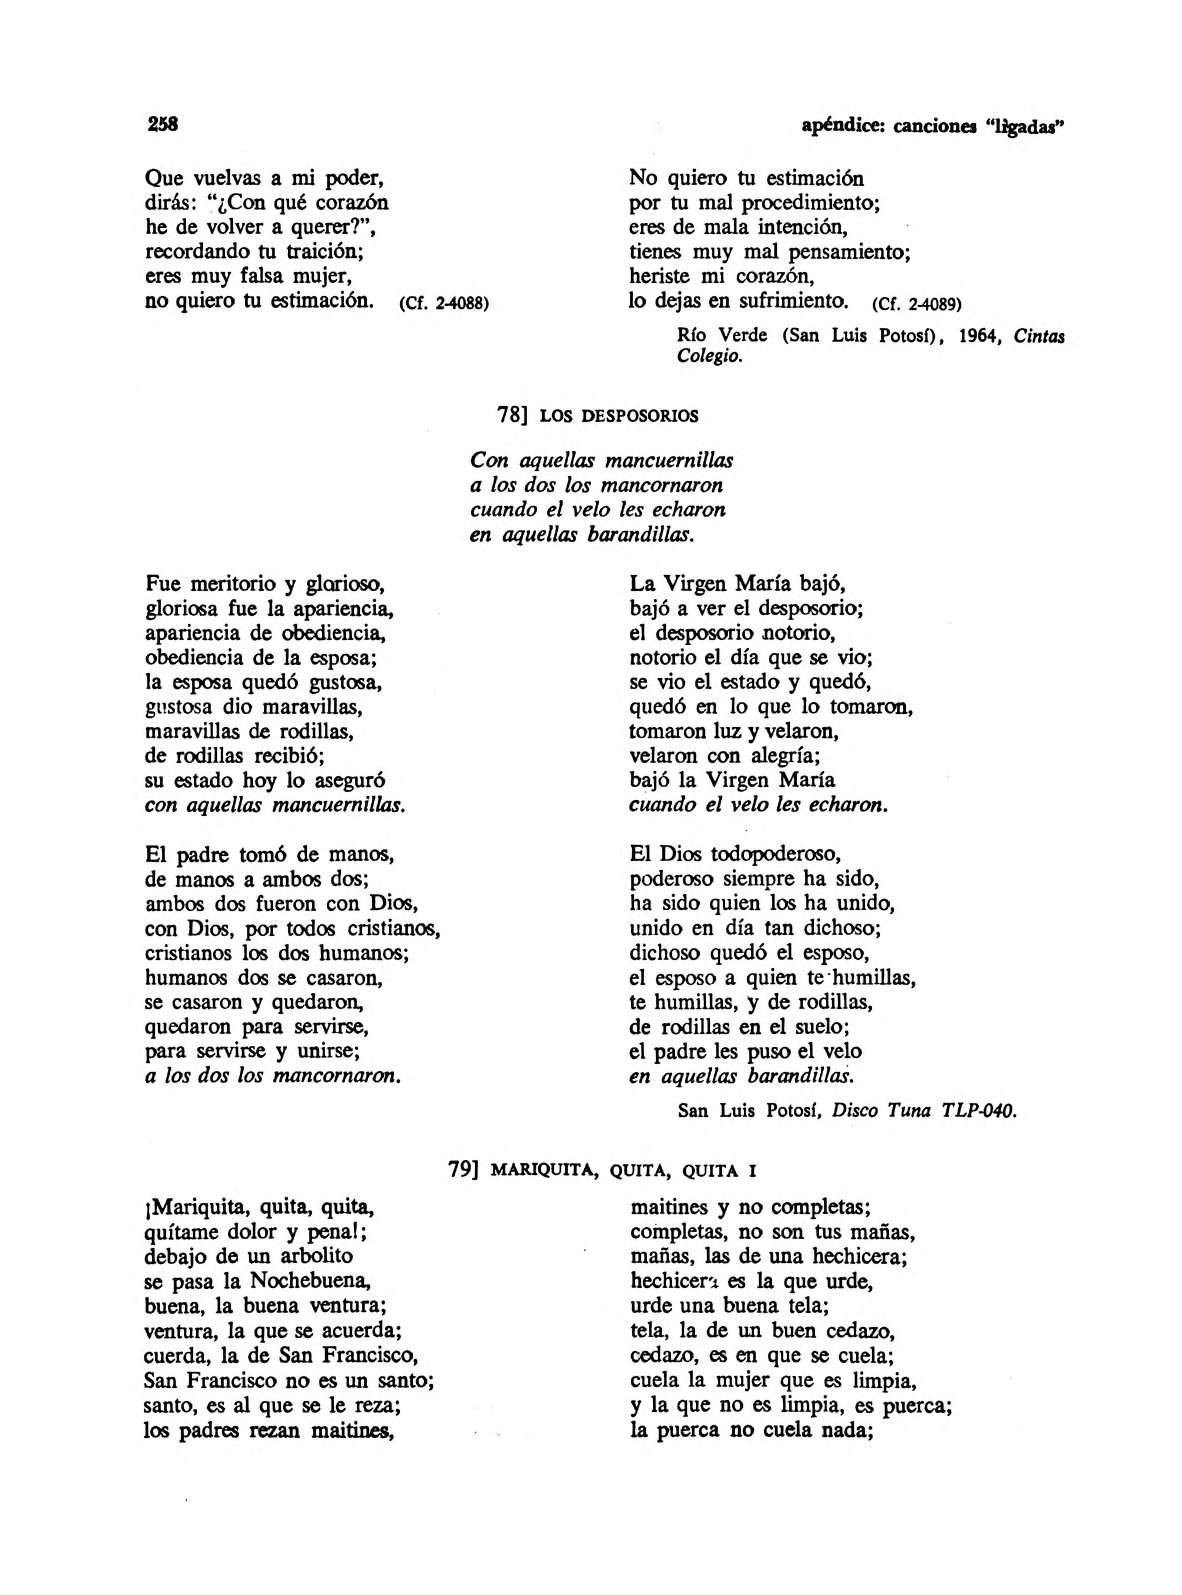 258
apéndice: canciones "ligadas"
Que vuelvas a mi poder,
dirás: "¿Con qué corazón
he de volver a querer?",
recordando tu traición;
eres muy falsa mujer,
no quiero tu estimación. (Cf. 2-4088)
No quiero tu estimación
por tu mal procedimiento;
eres de mala intención,
tienes muy mal pensamiento;
heriste mi corazón,
lo dejas en sufrimiento. (Cf. 2-4089)
Río Verde (San Luis Potosí), 1964, Cintas
Colegio.
78] LOS DESPOSORIOS
Con aquellas mancuernillas
a los dos los mancornaron
cuando el velo les echaron
en aquellas barandillas.
Fue meritorio y glorioso,
gloriosa fue la apariencia,
apariencia de obediencia,
obediencia de la esposa;
la esposa quedó gustosa,
gustosa dio maravillas,
maravillas de rodillas,
de rodillas recibió;
su estado hoy lo aseguró
con aquellas mancuernillas.
El padre tomó de manos,
de manos a ambos dos;
ambos dos fueron con Dios,
con Dios, por todos cristianos,
cristianos los dos humanos;
humanos dos se casaron,
se casaron y quedaron,
quedaron para servirse,
para servirse y unirse;
a los dos los mancornaron.
La Virgen María bajó,
bajó a ver el desposorio;
el desposorio notorio,
notorio el día que se vio;
se vio el estado y quedó,
quedó en lo que lo tomaron,
tomaron luz y velaron,
velaron con alegría;
bajó la Virgen María
cuando el velo les echaron.
El Dios todopoderoso,
poderoso siempre ha sido,
ha sido quien los ha unido,
unido en día tan dichoso;
dichoso quedó el esposo,
el esposo a quien te humillas,
te humillas, y de rodillas,
de rodillas en el suelo;
el padre les puso el velo
en aquellas barandillas.
San Luis Potosí, Disco Tuna TLP-040.
79] MARIQUITA, QUITA, QUITA I
¡Mariquita, quita, quita,
quítame dolor y pena!;
debajo de un arbolito
se pasa la Nochebuena,
buena, la buena ventura;
ventura, la que se acuerda;
cuerda, la de San Francisco,
San Francisco no es un santo;
santo, es al que se le reza;
los padres rezan maitines,
maitines y no completas;
completas, no son tus mañas,
mañas, las de una hechicera;
hechicera es la que urde,
urde una buena tela;
tela, la de un buen cedazo,
cedazo, es en que se cuela;
cuela la mujer que es limpia,
y la que no es limpia, es puerca;
la puerca no cuela nada;